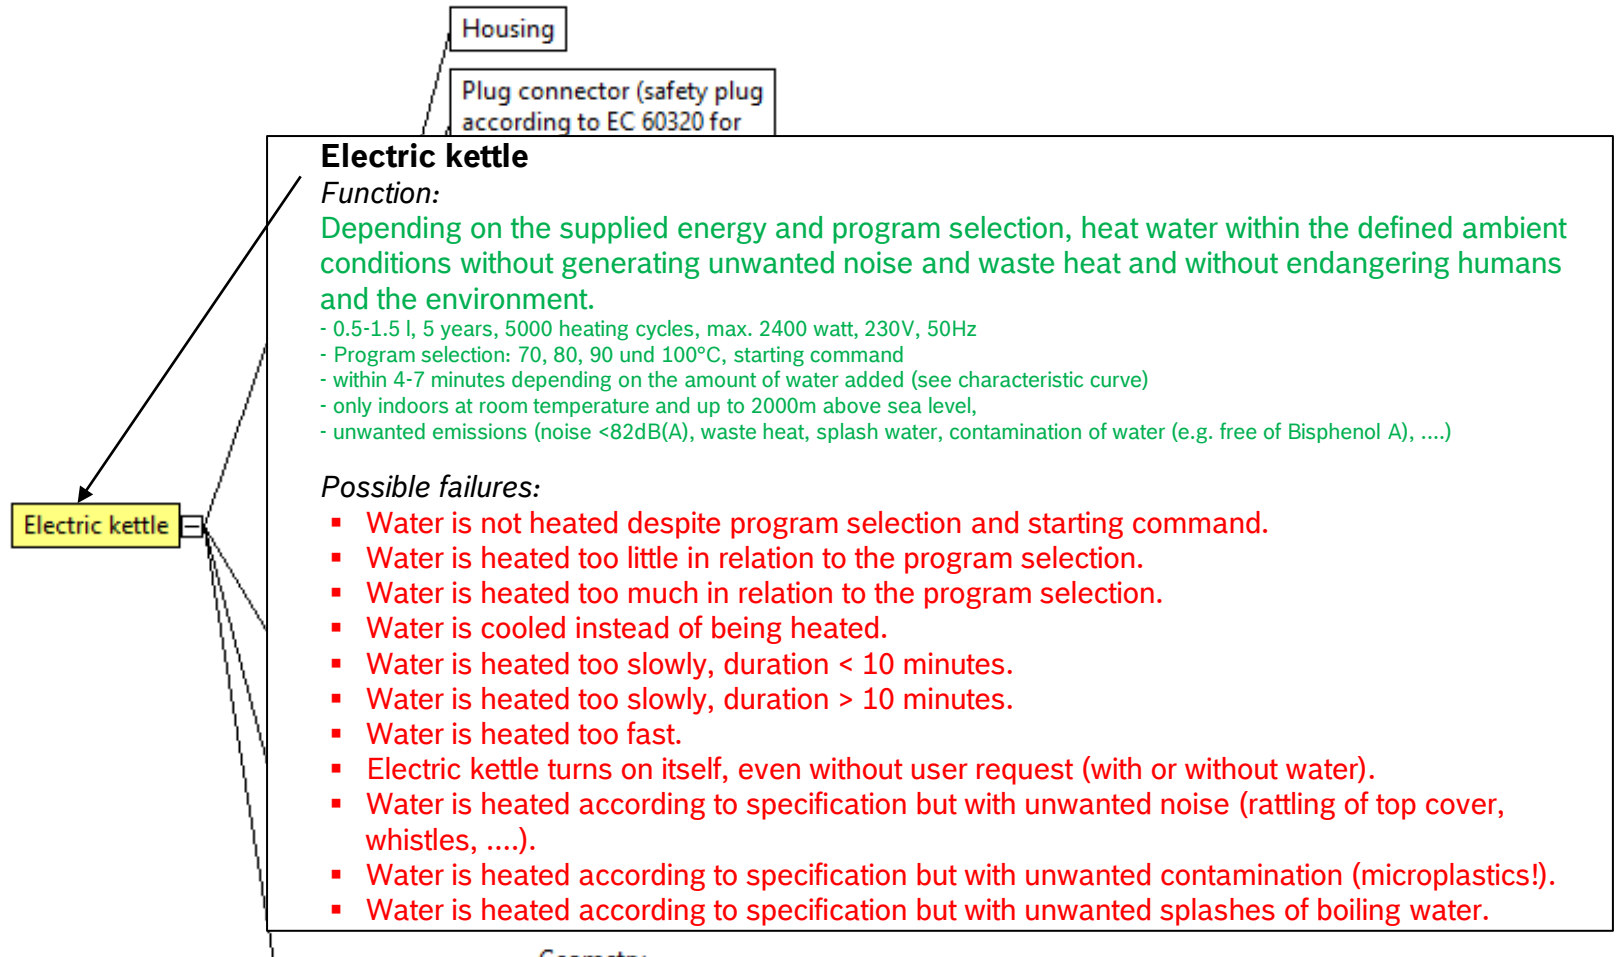 Housing
Plug connector (safety plug
according to EC 60320 for
Electric kettle
Function:
Depending on the supplied energy and program selection, heat water within the defined ambient
conditions without generating unwanted noise and waste heat and without endangering humans
and the environment.
- 0.5-1.5 l, 5 years, 5000 heating cycles, max. 2400 watt, 230V, 50Hz
- Program selection: 70, 80, 90 und 100°C, starting command
- within 4-7 minutes depending on the amount of water added (see characteristic curve)
- only indoors at room temperature and up to 2000m above sea level,
- unwanted emissions (noise <82dB(A), waste heat, splash water, contamination of water (e.g. free of Bisphenol A), ....)
Possible failures:
▪ Water is not heated despite program selection and starting command.
▪ Water is heated too little in relation to the program selection.
▪ Water is heated too much in relation to the program selection.
▪ Water is cooled instead of being heated.
▪ Water is heated too slowly, duration < 10 minutes.
▪ Water is heated too slowly, duration > 10 minutes.
▪ Water is heated too fast.
▪ Electric kettle turns on itself, even without user request (with or without water).
▪ Water is heated according to specification but with unwanted noise (rattling of top cover,
whistles, ....).
▪ Water is heated according to specification but with unwanted contamination (microplastics!).
▪ Water is heated according to specification but with unwanted splashes of boiling water.
Electric kettle